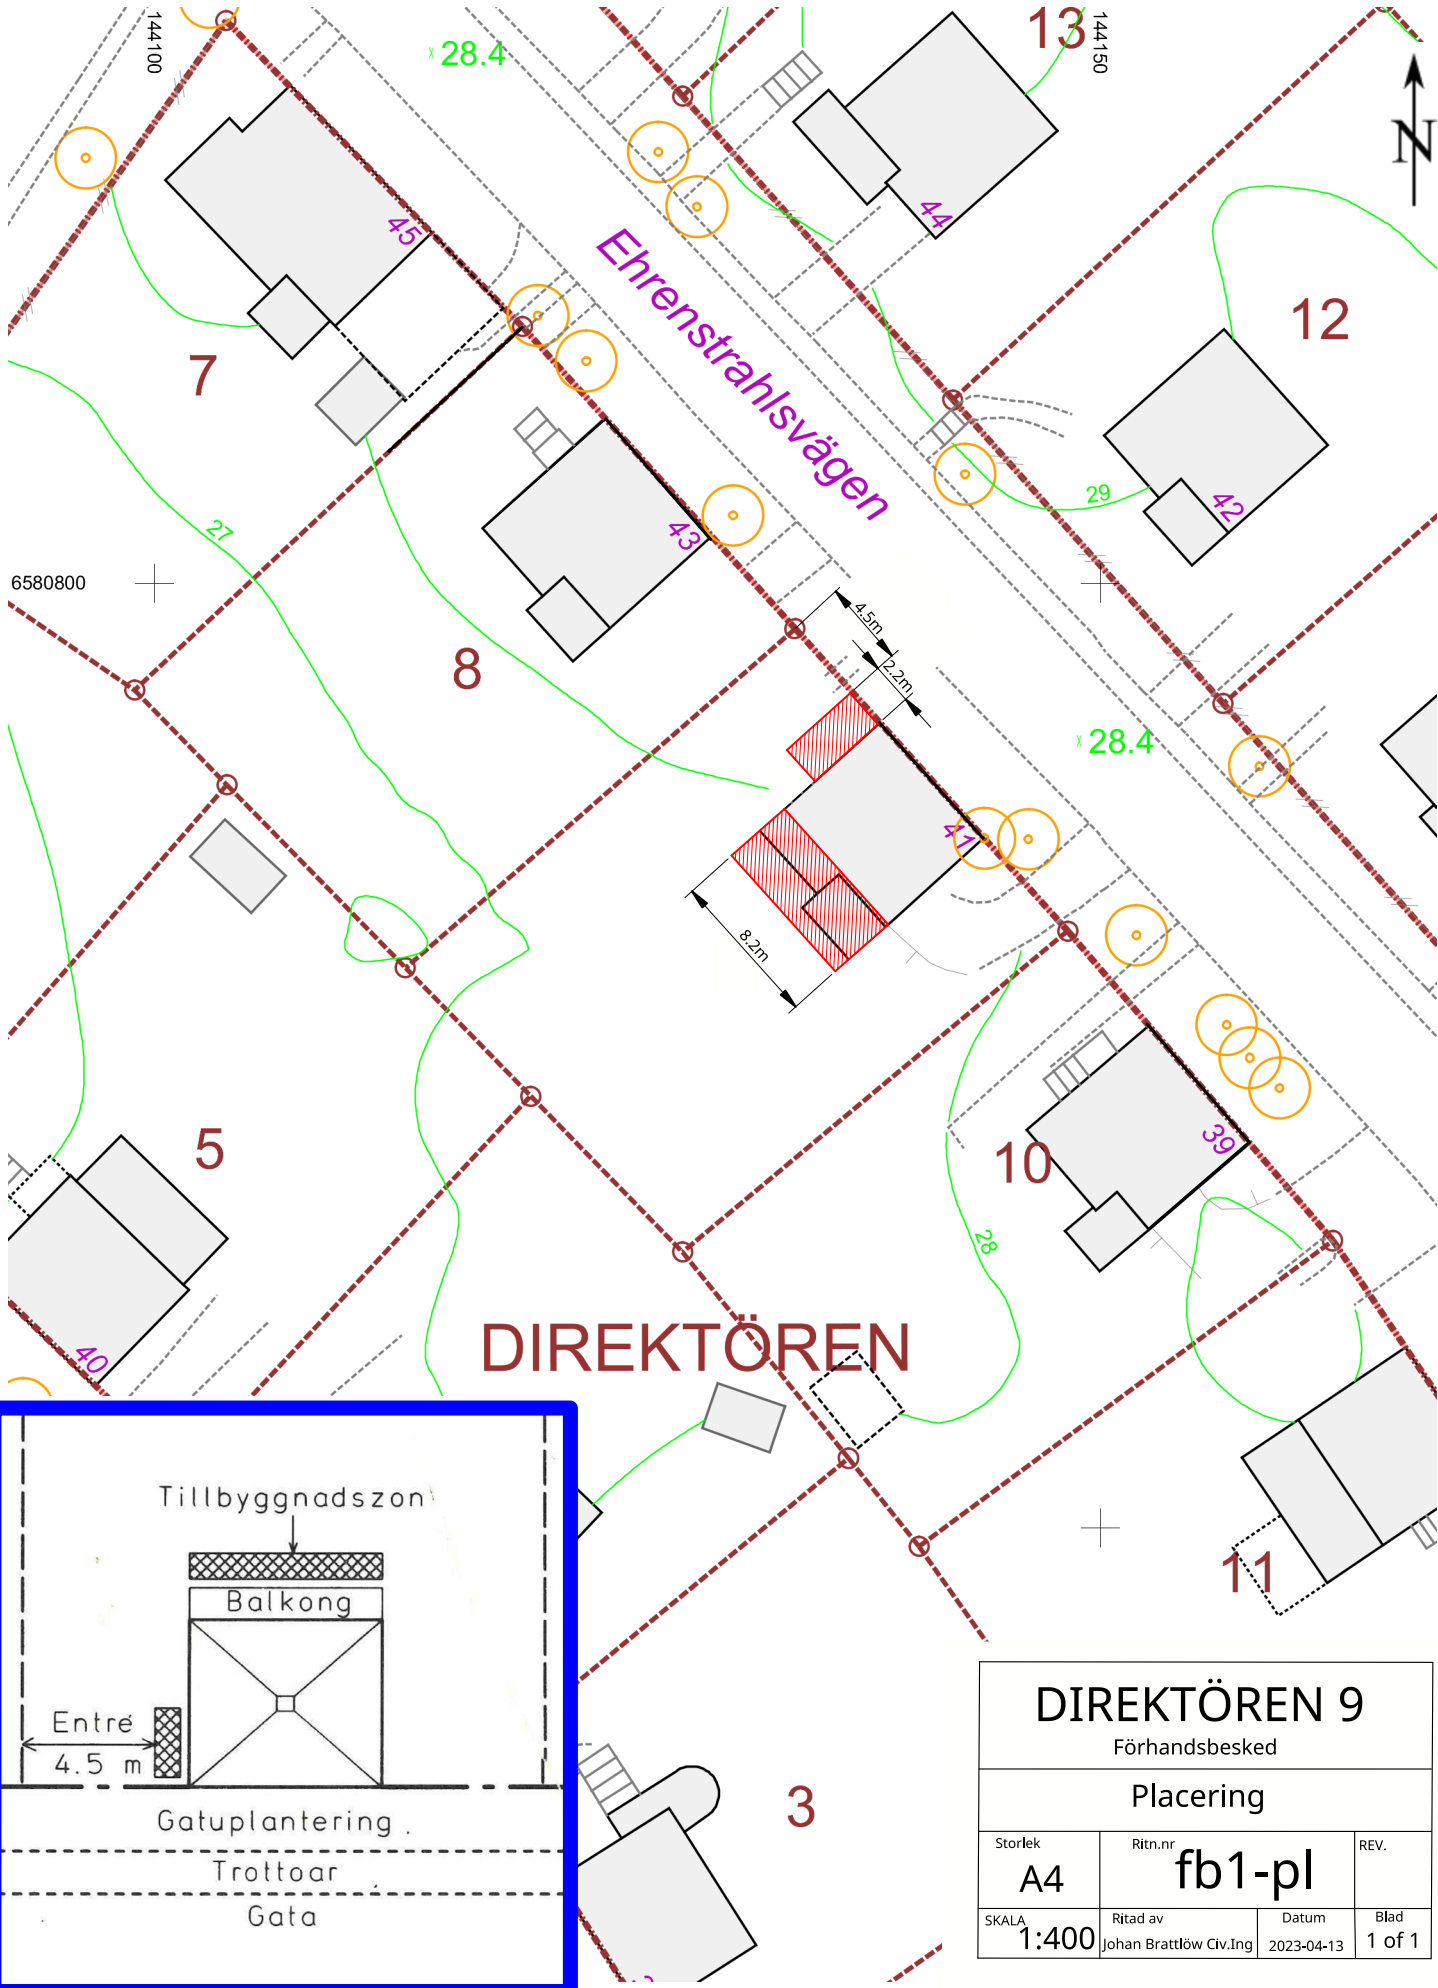 144100
28.4
13
144150
N
45
44
Ehrenstrahlsvägen
12
7
27
43
29
42
6580800
4.5m
2.2m
8
28.4
41
8.2m
5
10
39
28
DIREKTÖREN
40
11
3
Tillbyggnadszon
Balkong
Entré
4.5 m
Gatuplantering.
Trottoar
Gata
DIREKTÖREN 9
Förhandsbesked
Placering
Storlek
A4
Ritn.nr
fb1-pl
REV.
SKALA
1:400
Ritad av
Johan Brattlöw Civ.Ing
Datum
2023-04-13
Blad
1 of 1